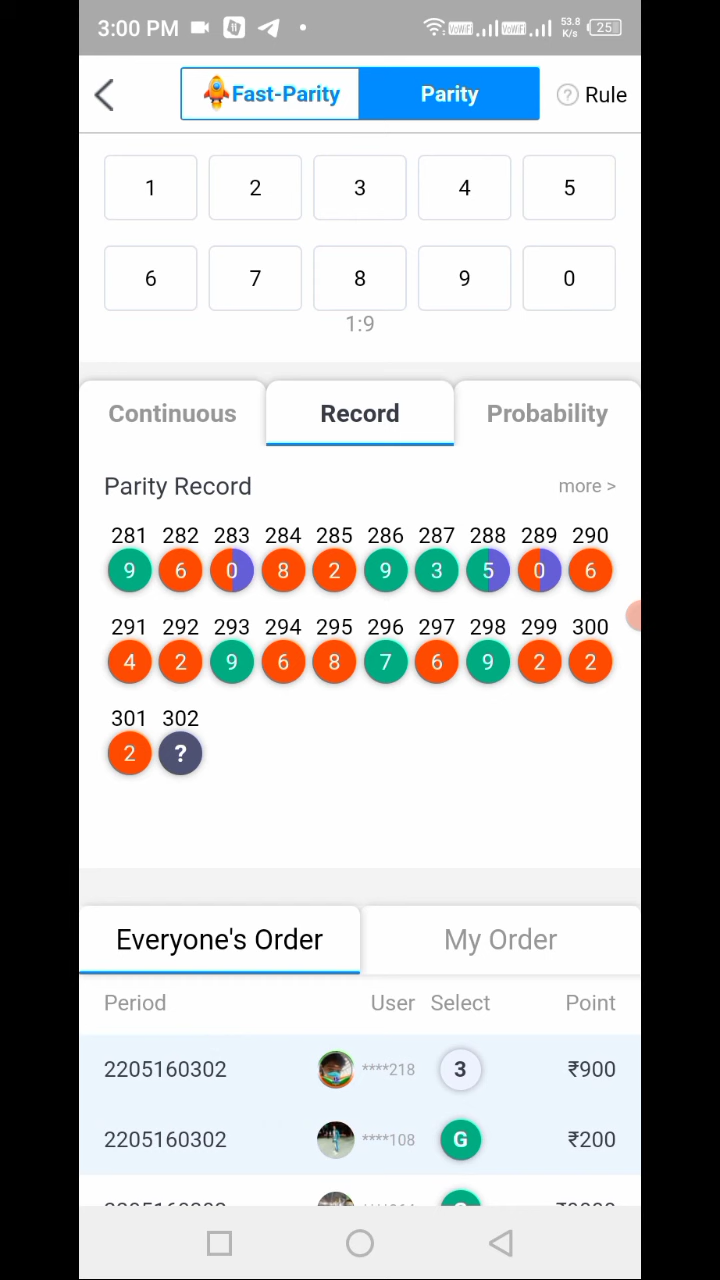 3:00 PM VoWiFi VoWiFi 53.8 K/s 25
Fast-Parity Parity ? Rule
1 2 3 4 5
6 7 8 9 0
1:9
Continuous Record Probability
Parity Record more >
281 282 283 284 285 286 287 288 289 290
9 6 0 8 2 9 3 5 0 6
291 292 293 294 295 296 297 298 299 300
4 2 9 6 8 7 6 9 2 2
301 302
2 ?
Everyone's Order My Order
Period User Select Point
2205160302 ****218 3 ₹900
2205160302 ****108 G ₹200